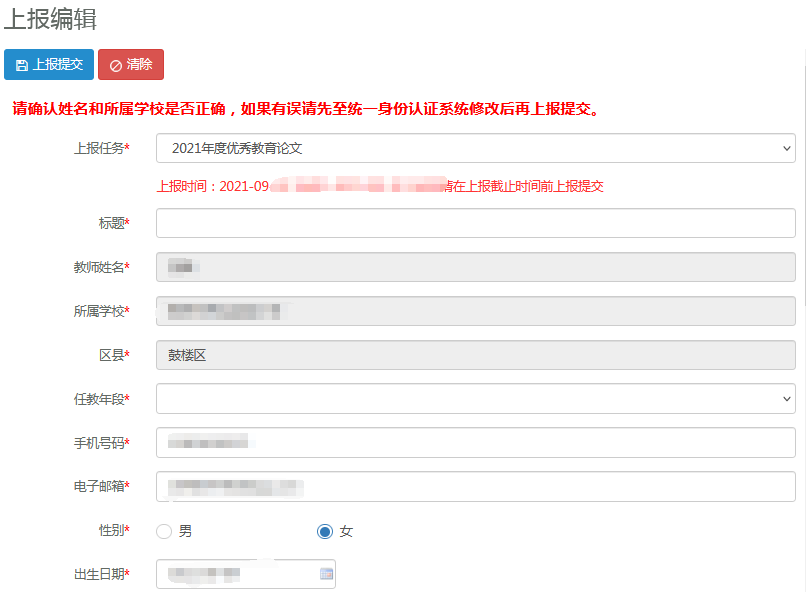 上报编辑
上报提交 清除
请确认姓名和所属学校是否正确，如果有误请先至统一身份认证系统修改后再上报提交。
上报任务* 2021年度优秀教育论文
上报时间：2021-09 请在上报截止时间前上报提交
标题*
教师姓名*
所属学校*
区县* 鼓楼区
任教年段*
手机号码*
电子邮箱*
性别* 男 女
出生日期*